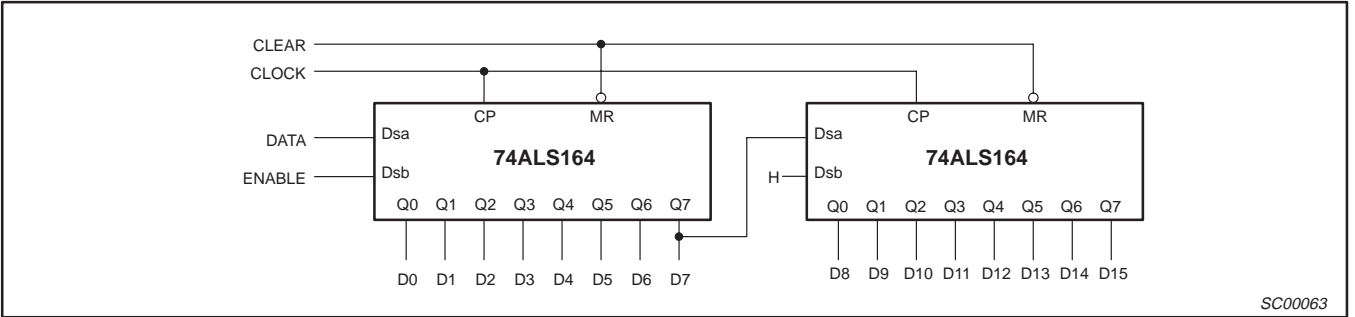 CLEAR
CLOCK
CP MR CP MR
DATA Dsa Dsa
74ALS164 74ALS164
ENABLE Dsb H Dsb
Q0 Q1 Q2 Q3 Q4 Q5 Q6 Q7 Q0 Q1 Q2 Q3 Q4 Q5 Q6 Q7
D0 D1 D2 D3 D4 D5 D6 D7 D8 D9 D10 D11 D12 D13 D14 D15
SC00063